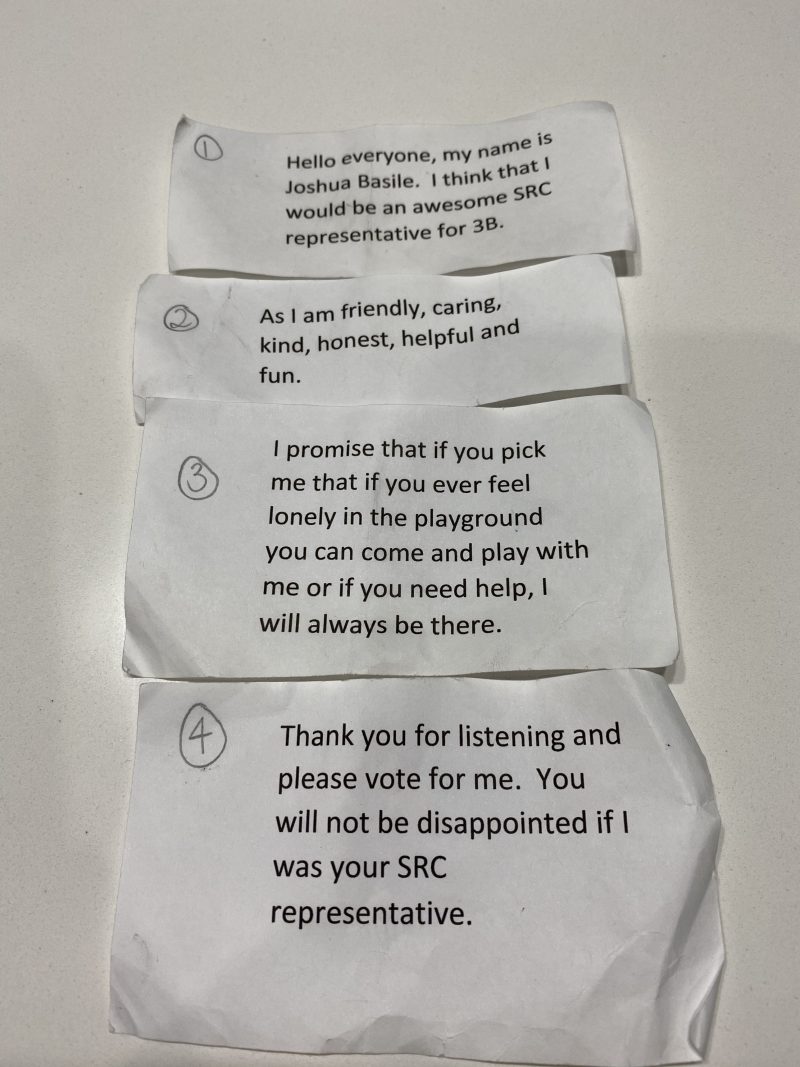 1
Hello everyone, my name is
Joshua Basile.  I think that I
would be an awesome SRC
representative for 3B.
2
As I am friendly, caring,
kind, honest, helpful and
fun.
3
I promise that if you pick
me that if you ever feel
lonely in the playground
you can come and play with
me or if you need help, I
will always be there.
4
Thank you for listening and
please vote for me.  You
will not be disappointed if I
was your SRC
representative.